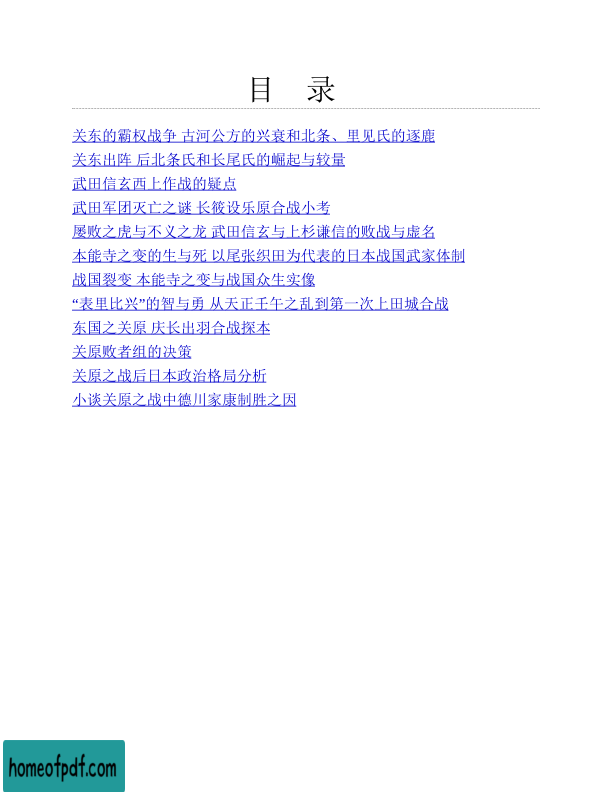 目 录
关东的霸权战争 古河公方的兴衰和北条、里见氏的逐鹿
关东出阵 后北条氏和长尾氏的崛起与较量
武田信玄西上作战的疑点
武田军团灭亡之谜 长篠设乐原合战小考
屡败之虎与不义之龙 武田信玄与上杉谦信的败战与虚名
本能寺之变的生与死 以尾张织田为代表的日本战国武家体制
战国裂变 本能寺之变与战国众生实像
“表里比兴”的智与勇 从天正壬午之乱到第一次上田城合战
东国之关原 庆长出羽合战探本
关原败者组的决策
关原之战后日本政治格局分析
小谈关原之战中德川家康制胜之因
homeofpdf.com